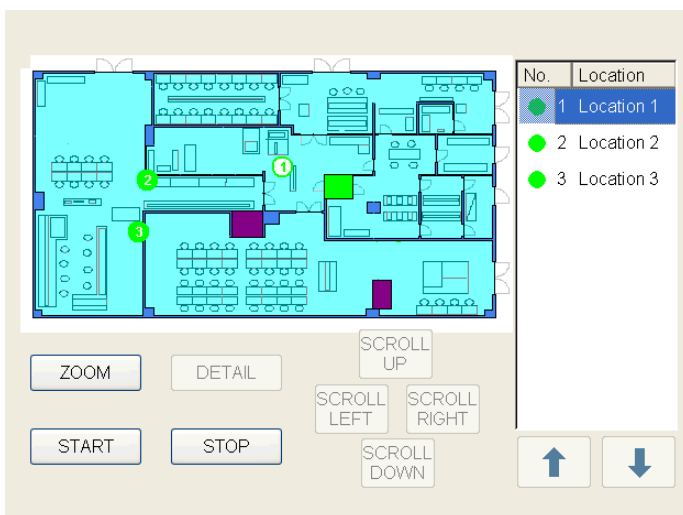 No. Location
1 Location 1
2 Location 2
3 Location 3
1
2
3
ZOOM
DETAIL
START
STOP
SCROLL
UP
SCROLL
LEFT
SCROLL
RIGHT
SCROLL
DOWN